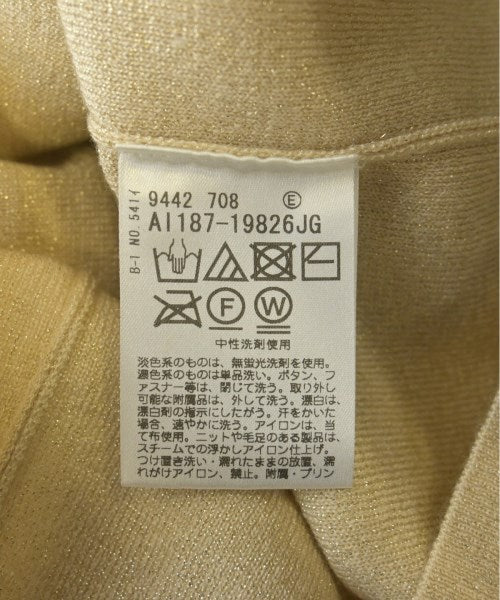 B-1 NO.5414
9442 708 E
AI187-19826JG
F W
中性洗剤使用
淡色系のものは、無蛍光洗剤を使用。
濃色系のものは単品洗い。ボタン、フ
ァスナー等は、閉じて洗う。取り外し
可能な附属品は、外して洗う。漂白は、
漂白剤の指示にしたがう。汗をかいた
場合、速やかに洗う。アイロンは、当
て布使用。ニットや毛足のある製品は、
スチームでの浮かしアイロン仕上げ。
つけ置き洗い・濡れたままの放置、濡
れがけアイロン、禁止。附属・プリン